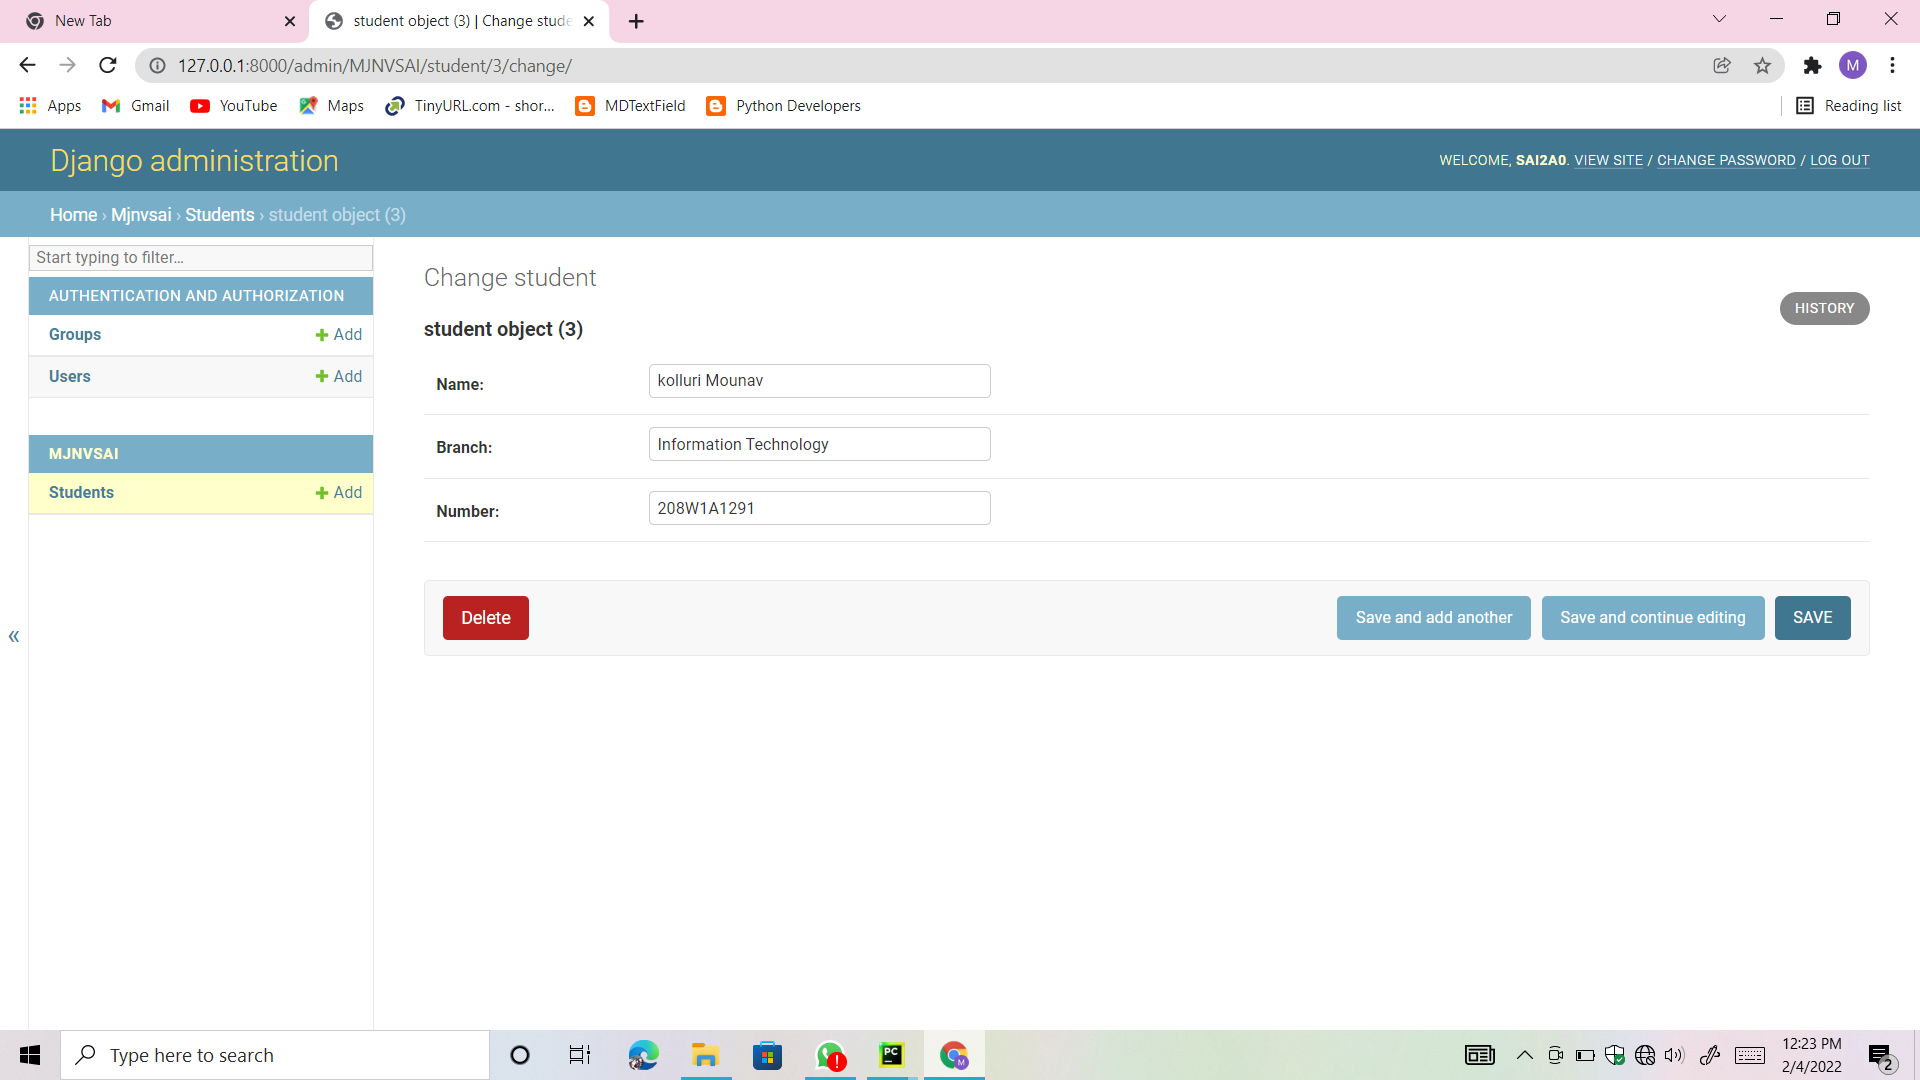 New Tab
student object (3) | Change stude
127.0.0.1:8000/admin/MJNVSAI/student/3/change/
M
Apps
Gmail
YouTube
Maps
TinyURL.com - shor...
MDTextField
Python Developers
Reading list
Django administration
WELCOME, SAI2A0. VIEW SITE / CHANGE PASSWORD / LOG OUT
Home › Mjnvsai › Students › student object (3)
Start typing to filter...
AUTHENTICATION AND AUTHORIZATION
Groups + Add
Users + Add
MJNVSAI
Students + Add
«
Change student
HISTORY
student object (3)
Name: kolluri Mounav
Branch: Information Technology
Number: 208W1A1291
Delete
Save and add another
Save and continue editing
SAVE
Type here to search
PC
M
12:23 PM
2/4/2022
2